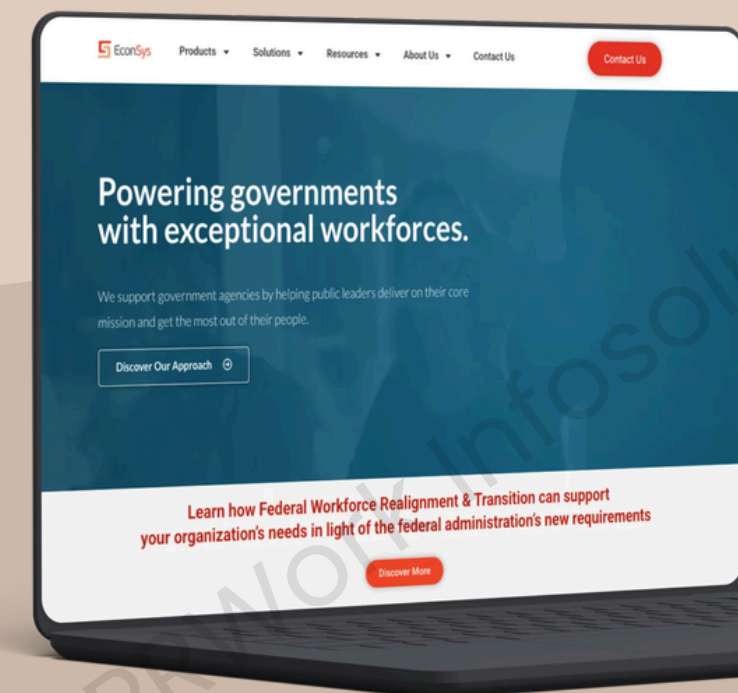 EconSys
Products
Solutions
Resources
About Us
Contact Us
Contact Us
Powering governments
with exceptional workforces.
We support government agencies by helping public leaders deliver on their core
mission and get the most out of their people.
Discover Our Approach
Learn how Federal Workforce Realignment & Transition can support
your organization's needs in light of the federal administration's new requirements
Discover More